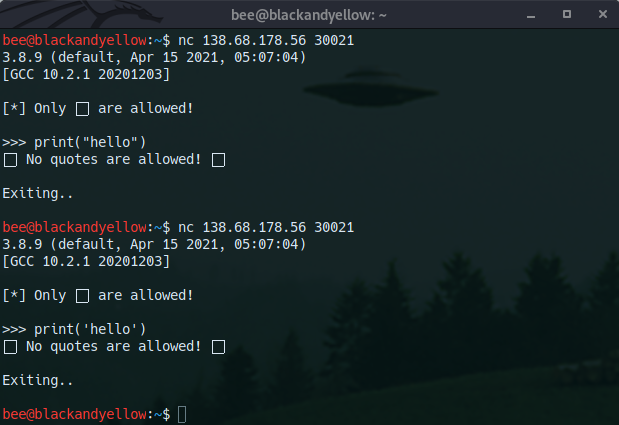 bee@blackandyellow: ~
bee@blackandyellow:~$ nc 138.68.178.56 30021
3.8.9 (default, Apr 15 2021, 05:07:04)
[GCC 10.2.1 20201203]
[*] Only □ are allowed!
>>> print("hello")
□ No quotes are allowed! □
Exiting..
bee@blackandyellow:~$ nc 138.68.178.56 30021
3.8.9 (default, Apr 15 2021, 05:07:04)
[GCC 10.2.1 20201203]
[*] Only □ are allowed!
>>> print('hello')
□ No quotes are allowed! □
Exiting..
bee@blackandyellow:~$